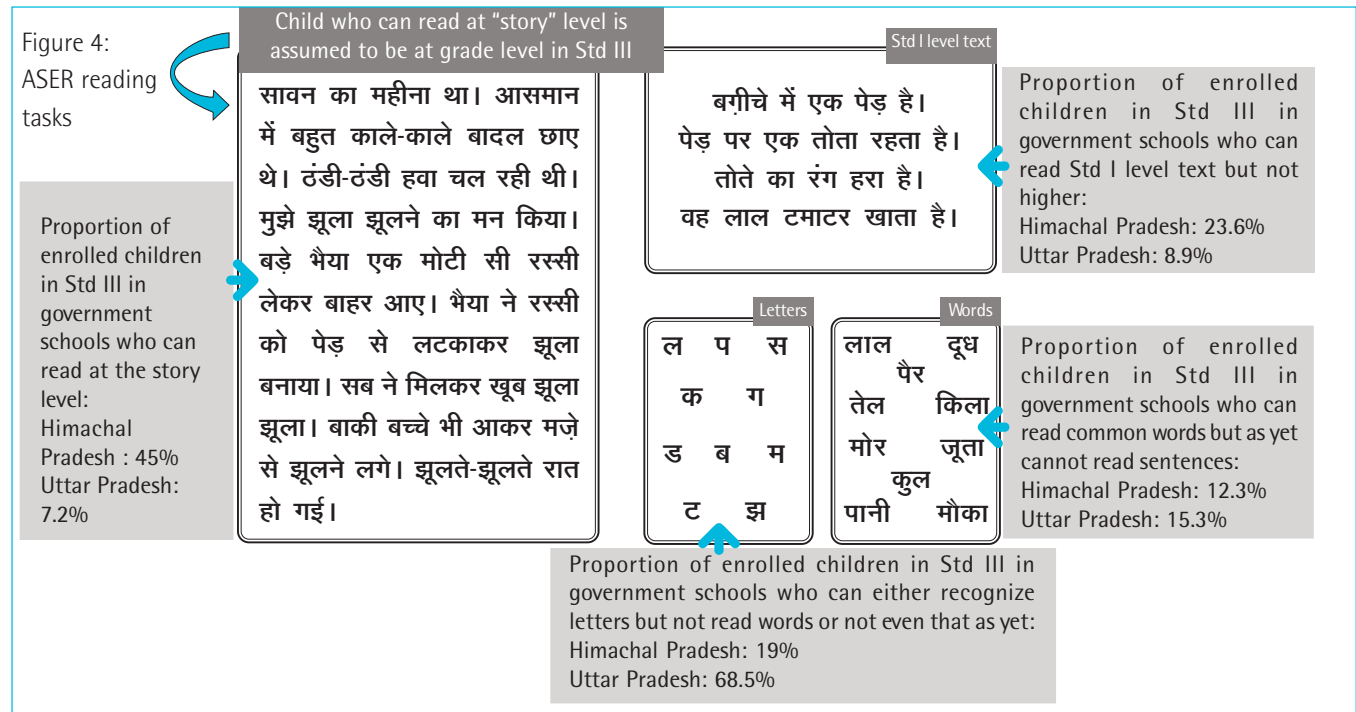 Figure 4:
ASER reading
tasks
Child who can read at “story” level is
assumed to be at grade level in Std III
सावन का महीना था। आसमान
में बहुत काले-काले बादल छाए
थे। ठंडी-ठंडी हवा चल रही थी।
मुझे झूला झूलने का मन किया।
बड़े भैया एक मोटी सी रस्सी
लेकर बाहर आए। भैया ने रस्सी
को पेड़ से लटकाकर झूला
बनाया। सब ने मिलकर खूब झूला
झूला। बाकी बच्चे भी आकर मज़े
से झूलने लगे। झूलते-झूलते रात
हो गई।
Proportion of
enrolled children
in Std III in
government
schools who can
read at the story
level:
Himachal
Pradesh : 45%
Uttar Pradesh:
7.2%
Std I level text
बग़ीचे में एक पेड़ है।
पेड़ पर एक तोता रहता है।
तोते का रंग हरा है।
वह लाल टमाटर खाता है।
Proportion of enrolled
children in Std III in
government schools who can
read Std I level text but not
higher:
Himachal Pradesh: 23.6%
Uttar Pradesh: 8.9%
Letters
ल प स
क ग
ड ब म
ट झ
Words
लाल दूध
पैर
तेल किला
मोर जूता
कुल
पानी मौका
Proportion of enrolled
children in Std III in
government schools who can
read common words but as yet
cannot read sentences:
Himachal Pradesh: 12.3%
Uttar Pradesh: 15.3%
Proportion of enrolled children in Std III in
government schools who can either recognize
letters but not read words or not even that as yet:
Himachal Pradesh: 19%
Uttar Pradesh: 68.5%